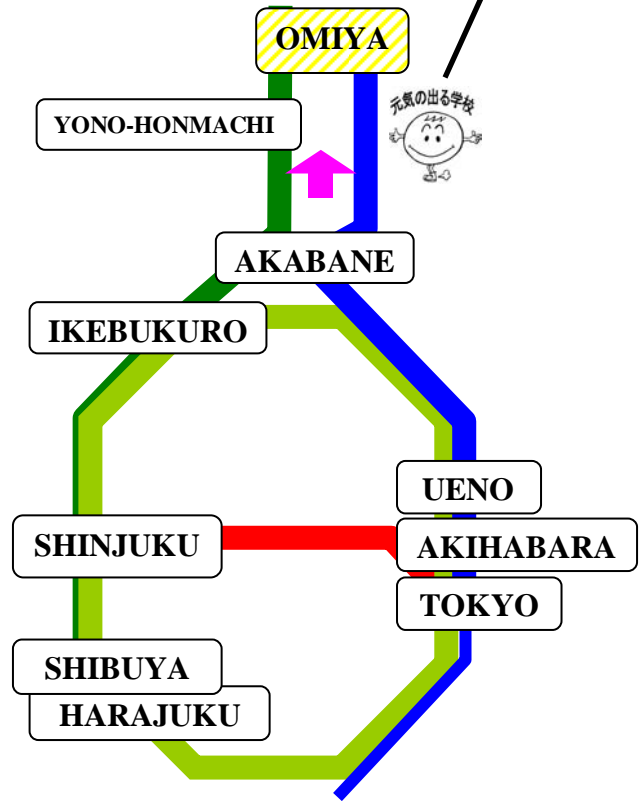 OMIYA
元気の出る学校
YONO-HONMACHI
AKABANE
IKEBUKURO
UENO
SHINJUKU
AKIHABARA
TOKYO
SHIBUYA
HARAJUKU